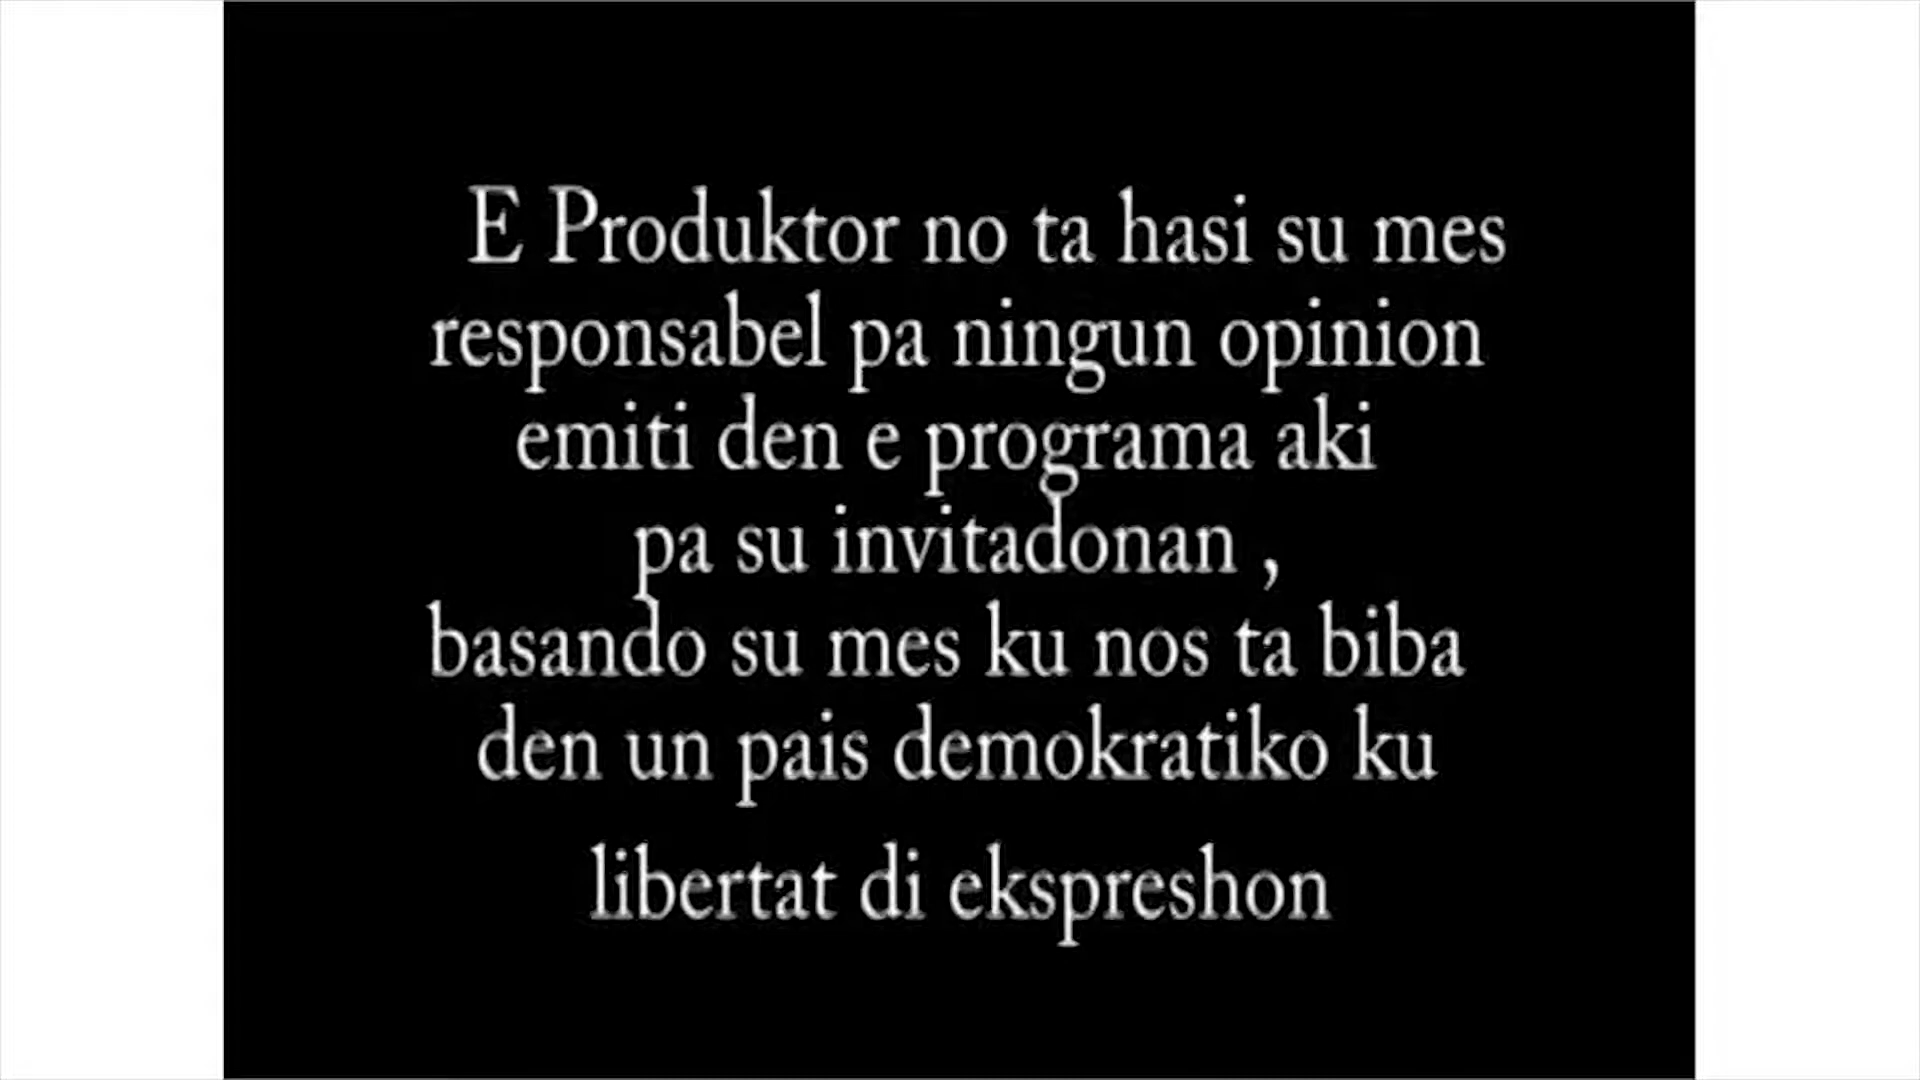 E Produktor no ta hasi su mes
responsabel pa ningun opinion
emiti den e programa aki
pa su invitadonan ,
basando su mes ku nos ta biba
den un pais demokratiko ku
libertat di ekspreshon